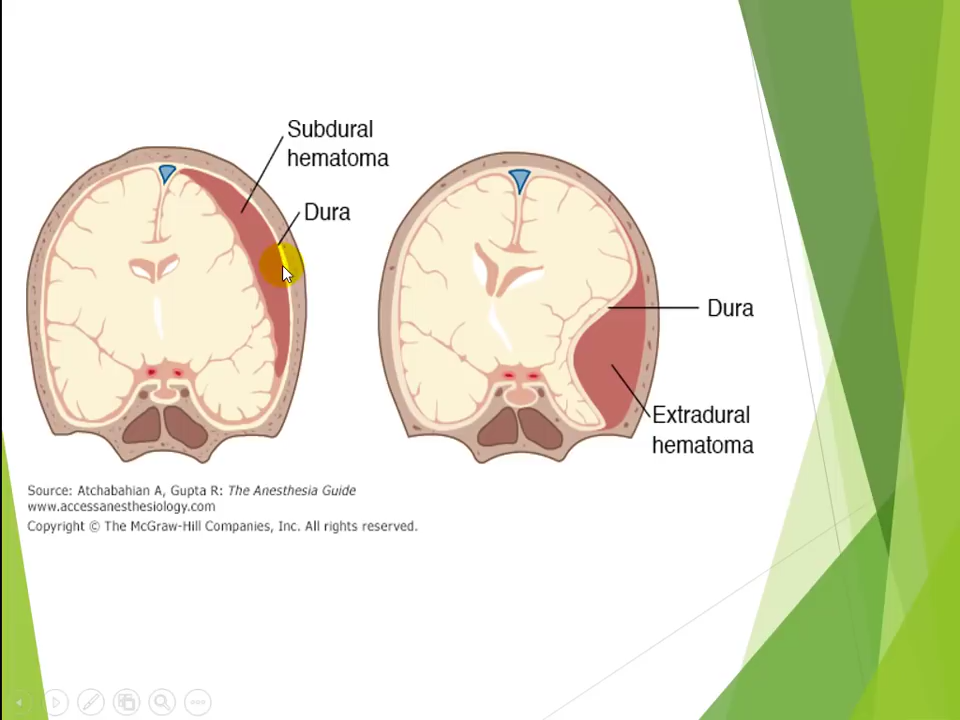 Subdural
hematoma
Dura
Dura
Extradural
hematoma
Source: Atchabahian A, Gupta R: The Anesthesia Guide
www.accessanesthesiology.com
Copyright © The McGraw-Hill Companies, Inc. All rights reserved.